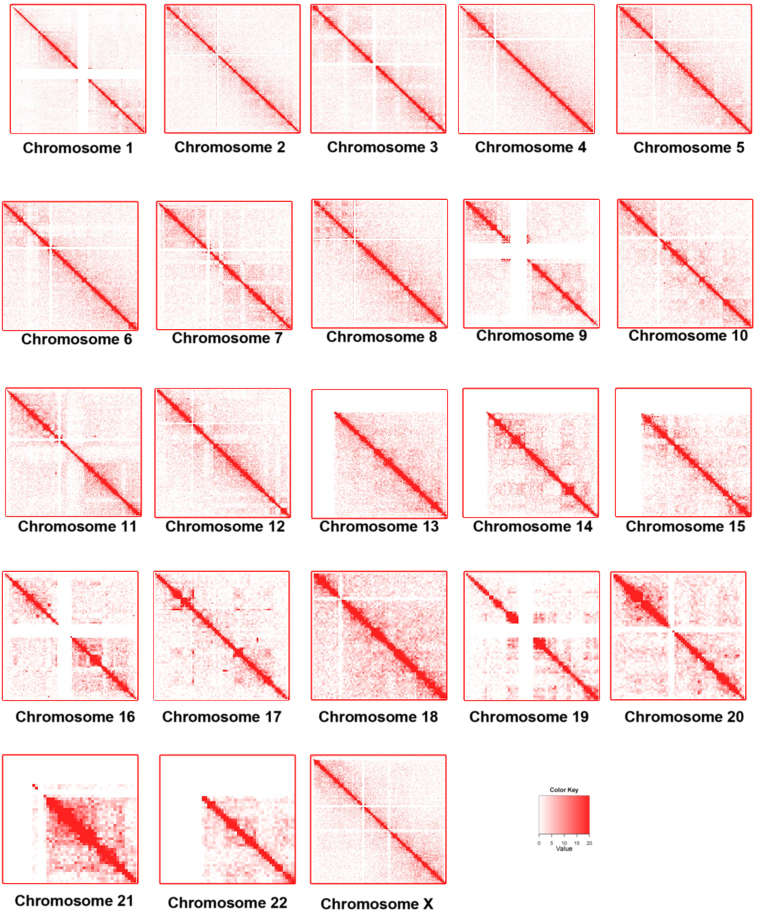 Chromosome 1 Chromosome 2 Chromosome 3 Chromosome 4 Chromosome 5
Chromosome 6 Chromosome 7 Chromosome 8 Chromosome 9 Chromosome 10
Chromosome 11 Chromosome 12 Chromosome 13 Chromosome 14 Chromosome 15
Chromosome 16 Chromosome 17 Chromosome 18 Chromosome 19 Chromosome 20
Color Key
0 5 10 15 20
Value
Chromosome 21 Chromosome 22 Chromosome X